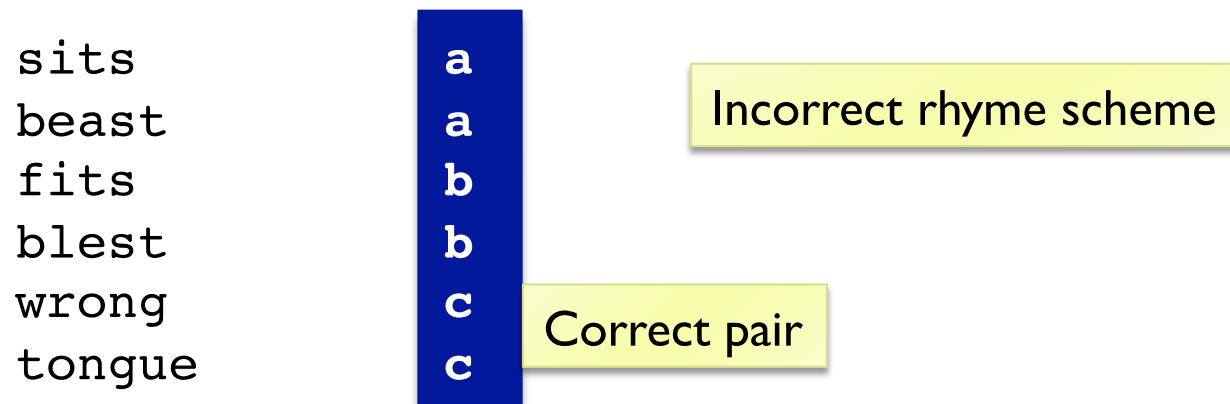 sits a
beast a
Incorrect rhyme scheme
fits b
blest b
wrong c
Correct pair
tongue c